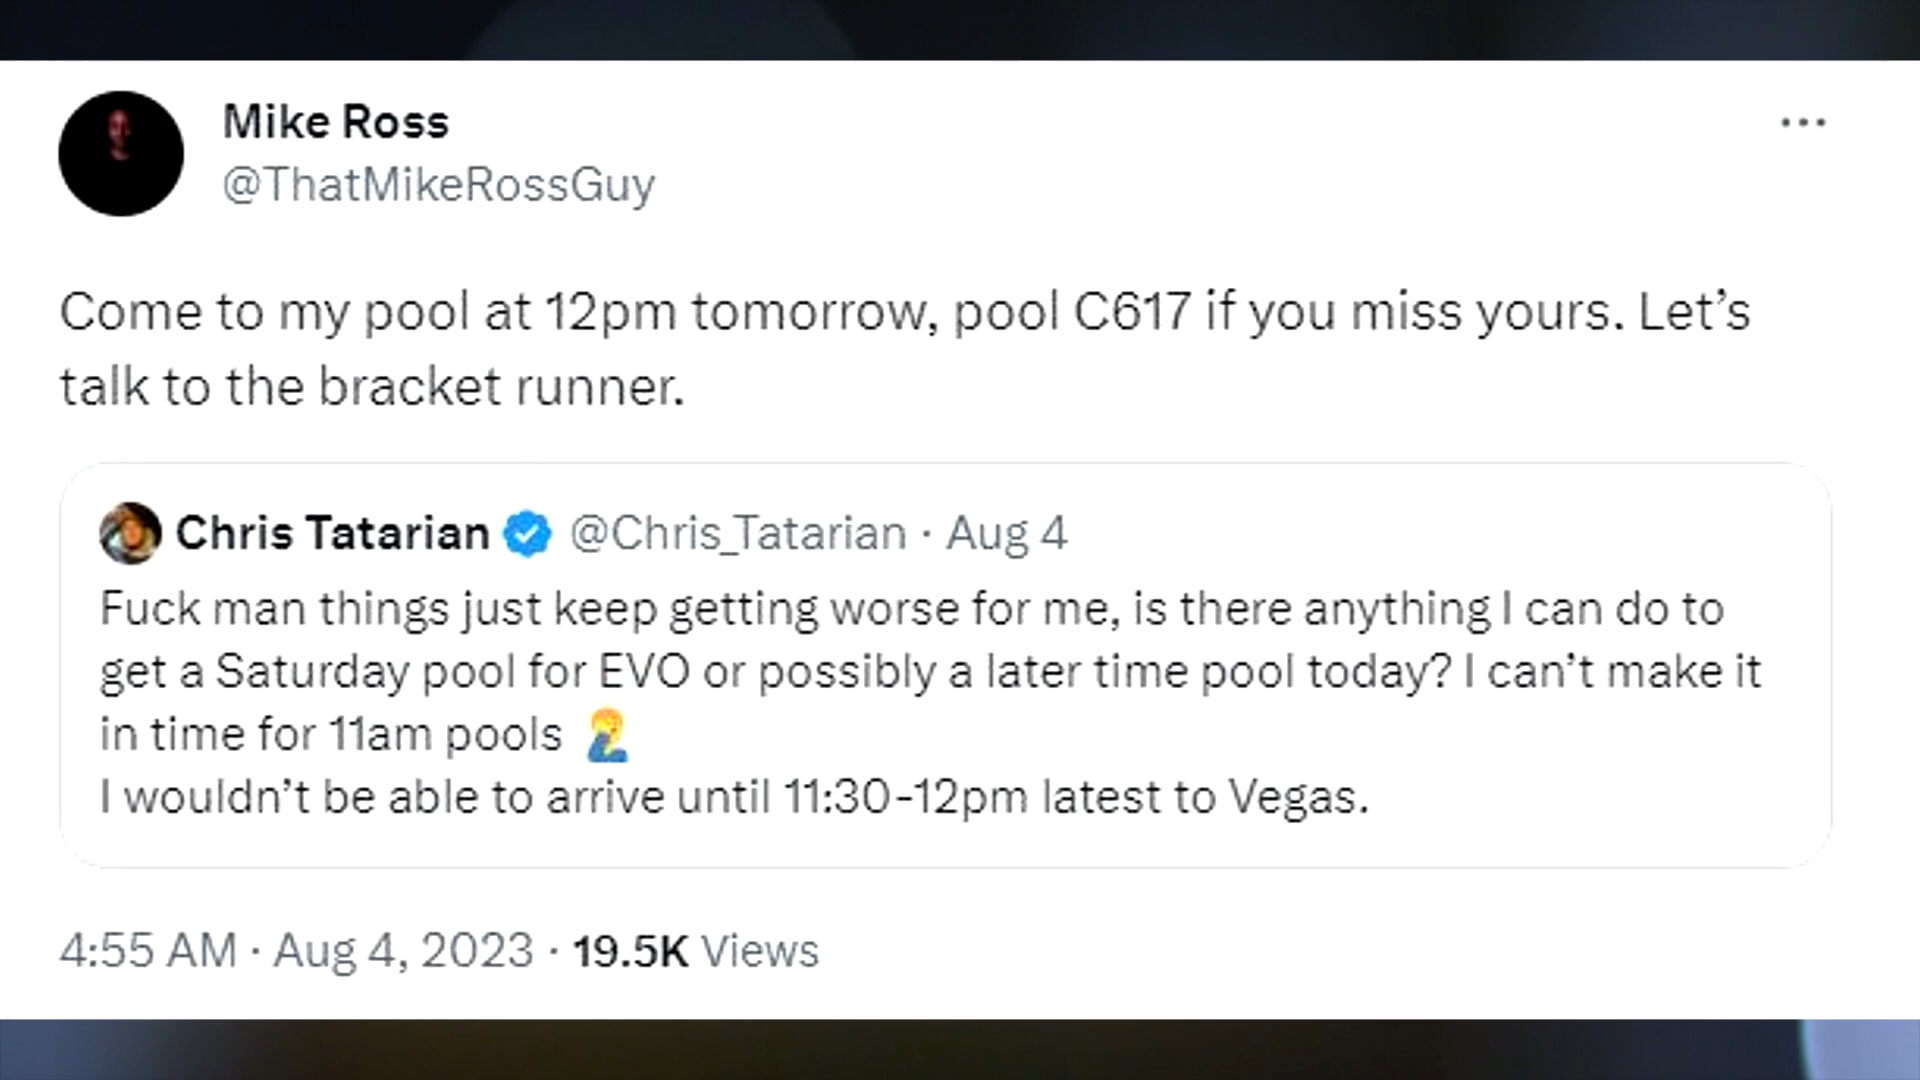 Mike Ross
@ThatMikeRossGuy
Come to my pool at 12pm tomorrow, pool C617 if you miss yours. Let’s
talk to the bracket runner.
Chris Tatarian @Chris_Tatarian · Aug 4
Fuck man things just keep getting worse for me, is there anything I can do to
get a Saturday pool for EVO or possibly a later time pool today? I can’t make it
in time for 11am pools 🤦‍♂️
I wouldn’t be able to arrive until 11:30-12pm latest to Vegas.
4:55 AM · Aug 4, 2023 · 19.5K Views